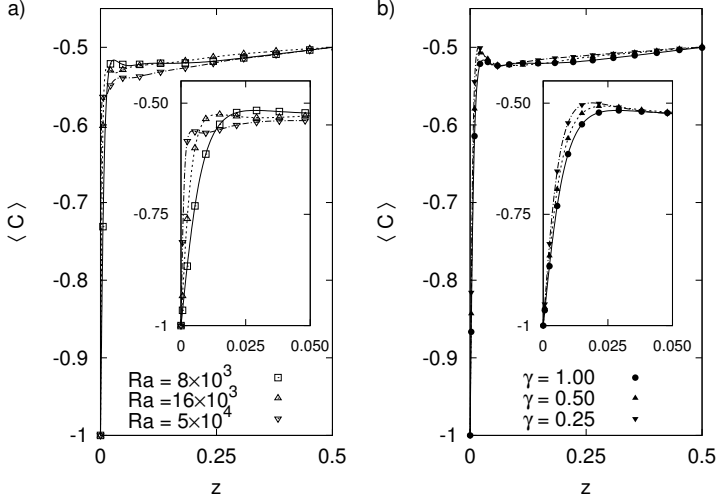 a)
-0.5
-0.6
-0.7
-0.8
-0.9
-1
⟨ C ⟩
0
0.25
0.5
z
-0.50
-0.75
-1
0
0.025
0.050
Ra = 8×10³
Ra =16×10³
Ra = 5×10⁴
b)
-0.5
-0.6
-0.7
-0.8
-0.9
-1
⟨ C ⟩
0
0.25
0.5
z
-0.50
-0.75
-1
0
0.025
0.050
γ = 1.00
γ = 0.50
γ = 0.25